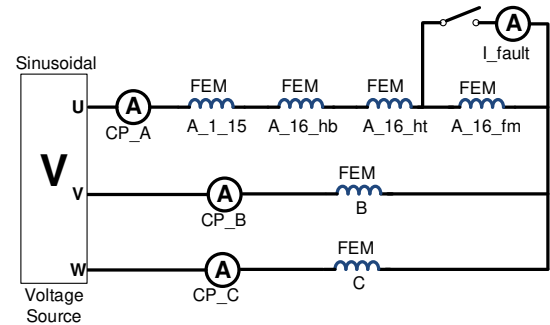 A
I_fault
Sinusoidal
FEM FEM FEM FEM
U A
CP_A A_1_15 A_16_hb A_16_ht A_16_fm
V
FEM
V A
CP_B B
FEM
W A
CP_C C
Voltage
Source